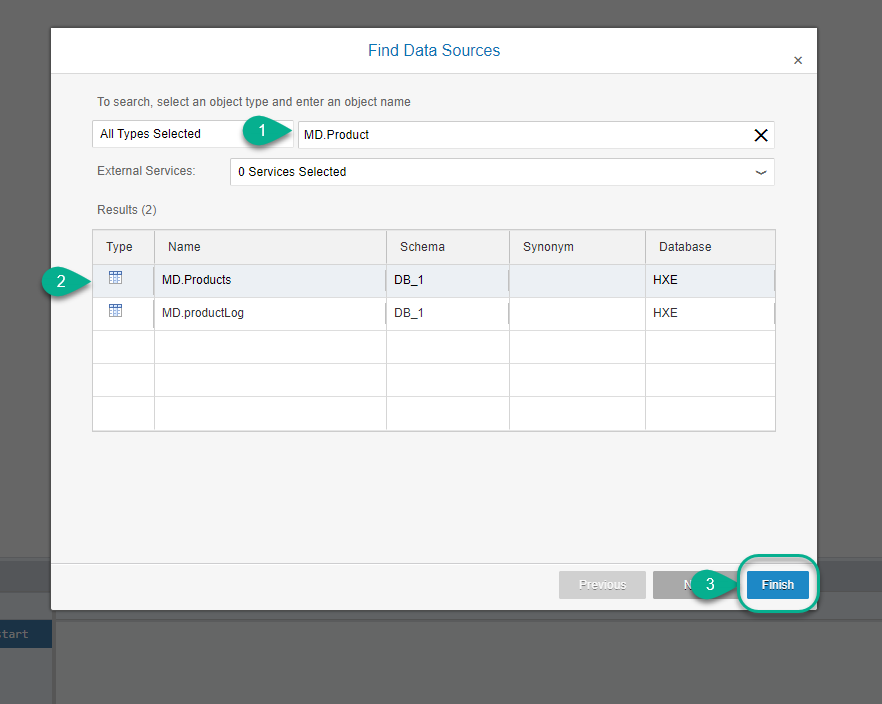 Find Data Sources
×
To search, select an object type and enter an object name
All Types Selected
1
MD.Product
External Services:
0 Services Selected
Results (2)
Type Name Schema Synonym Database
2
MD.Products DB_1 HXE
MD.productLog DB_1 HXE
Previous
3
Finish